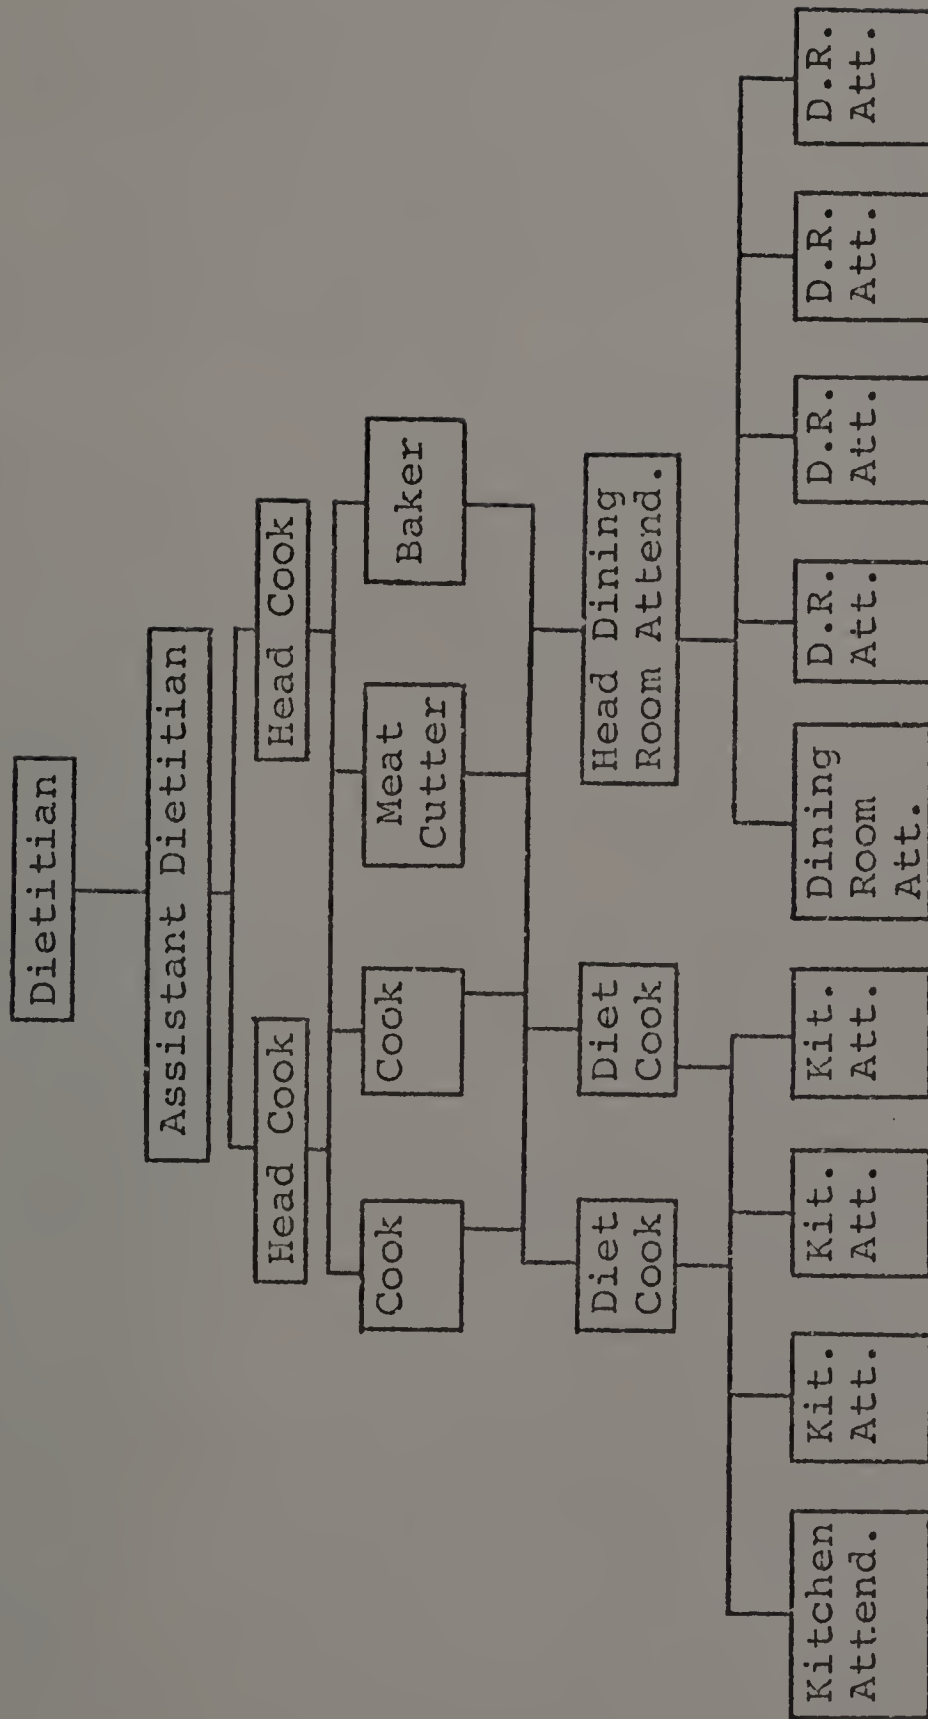 Dietitian
Assistant Dietitian
Head Cook
Head Cook
Cook
Cook
Meat
Cutter
Baker
Diet
Cook
Diet
Cook
Head Dining
Room Attend.
Kitchen
Attend.
Kit.
Att.
Kit.
Att.
Kit.
Att.
Dining
Room
Att.
D.R.
Att.
D.R.
Att.
D.R.
Att.
D.R.
Att.